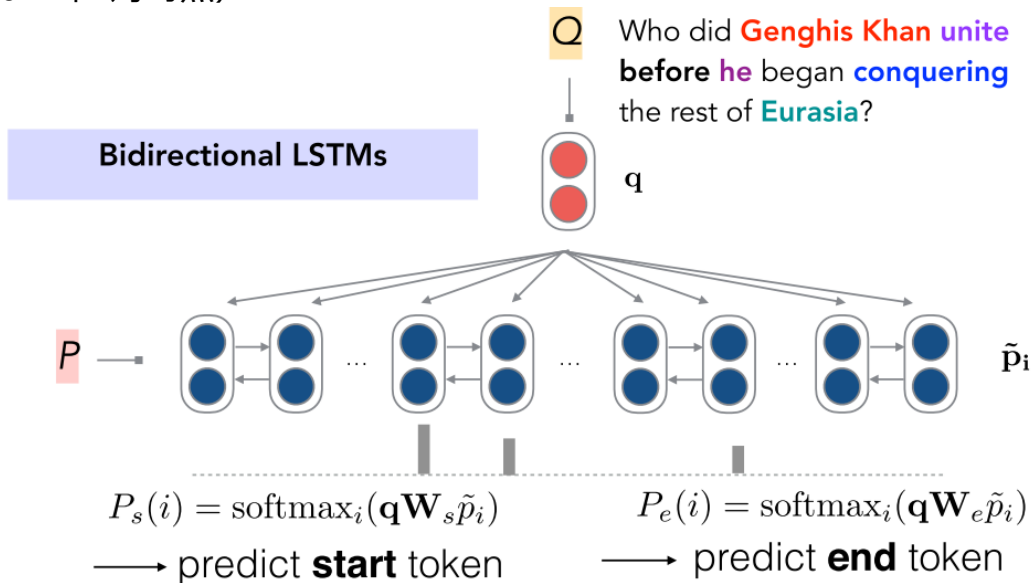 Q
Who did Genghis Khan unite
before he began conquering
the rest of Eurasia?
Bidirectional LSTMs
q
P
... ... ...
p̃ᵢ
Pₛ(i) = softmaxᵢ(qWₛp̃ᵢ)
Pₑ(i) = softmaxᵢ(qWₑp̃ᵢ)
predict start token
predict end token